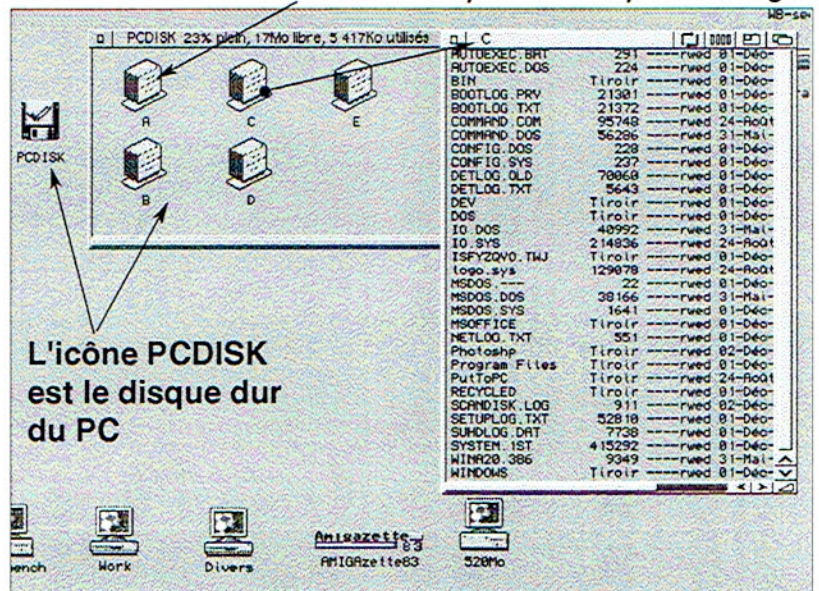 WB-se
PCDISK 23% plein, 17Mo libre, 5 417Ko utilisés
C
A
C
E
B
D
PCDISK
AUTOEXEC.BAT 291 ----rwed 01-Déc-
AUTOEXEC.DOS 224 ----rwed 01-Déc-
BIN Tiroir ----rwed 01-Déc-
BOOTLOG.PRV 21301 ----rwed 01-Déc-
BOOTLOG.TXT 21372 ----rwed 01-Déc-
COMMAND.COM 95748 ----rwed 24-Août
COMMAND.DOS 56286 ----rwed 31-Mai-
CONFIG.DOS 228 ----rwed 01-Déc-
CONFIG.SYS 237 ----rwed 01-Déc-
DETLOG.OLD 70060 ----rwed 01-Déc-
DETLOG.TXT 5643 ----rwed 01-Déc-
DEV Tiroir ----rwed 01-Déc-
DOS Tiroir ----rwed 01-Déc-
IO.DOS 40992 ----rwed 31-Mai-
IO.SYS 214836 ----rwed 24-Août
ISFYZQVO.TWJ Tiroir ----rwed 01-Déc-
logo.sys 129078 ----rwed 24-Août
MSDOS.--- 22 ----rwed 01-Déc-
MSDOS.DOS 38166 ----rwed 31-Mai-
MSDOS.SYS 1641 ----rwed 01-Déc-
MSOFFICE Tiroir ----rwed 01-Déc-
NETLOG.TXT 551 ----rwed 01-Déc-
Photoshp Tiroir ----rwed 02-Déc-
Program Files Tiroir ----rwed 01-Déc-
PutToPC Tiroir ----rwed 24-Août
RECYCLED Tiroir ----rwed 01-Déc-
SCANDISK.LOG 911 ----rwed 02-Déc-
SETUPLOG.TXT 52810 ----rwed 01-Déc-
SUHDLOG.DAT 7738 ----rwed 01-Déc-
SYSTEM.1ST 415292 ----rwed 01-Déc-
WINA20.386 9349 ----rwed 31-Mai-
WINDOWS Tiroir ----rwed 01-Déc-
L'icône PCDISK
est le disque dur
du PC
ench
Work
Divers
Amigazette
83
AMIGAzette83
520Mo